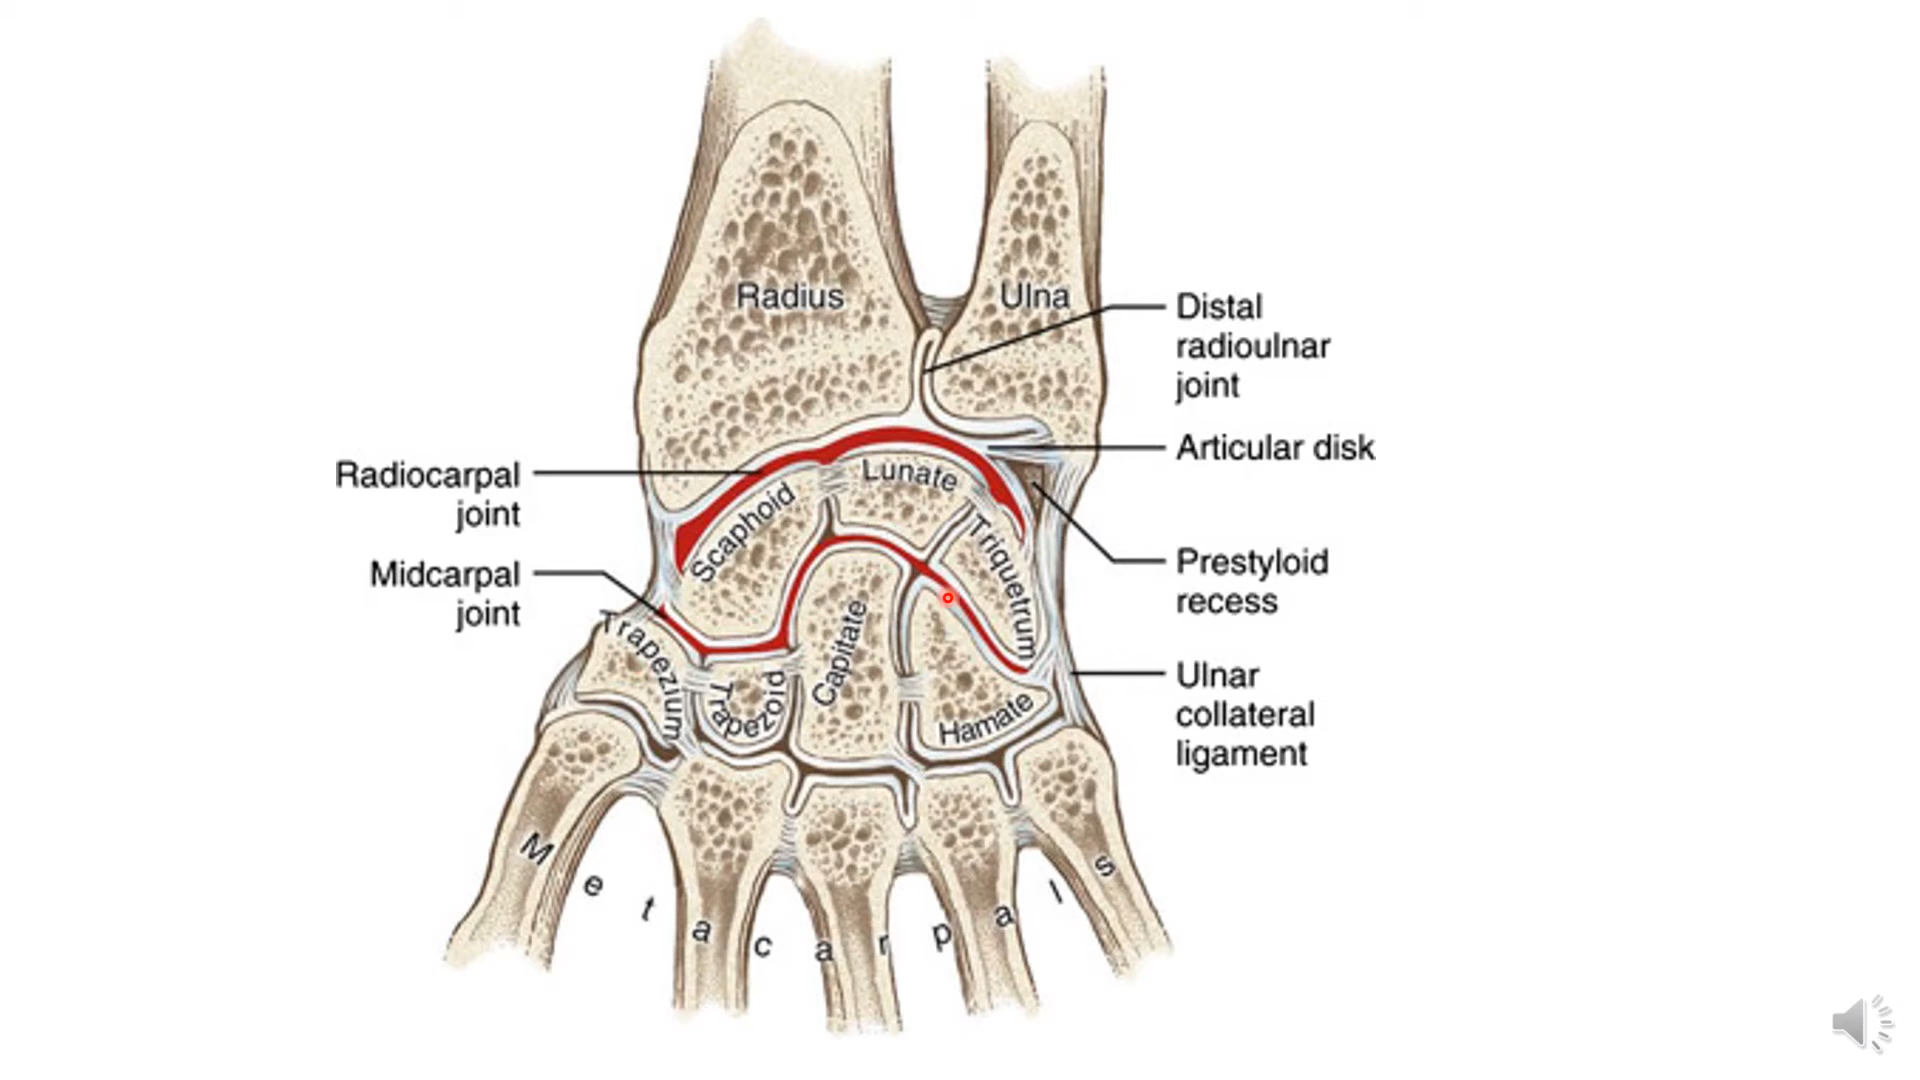 Radius
Ulna
Distal
radioulnar
joint
Articular disk
Radiocarpal
joint
Lunate
Scaphoid
Triquetrum
Prestyloid
recess
Midcarpal
joint
Trapezium
Trapezoid
Capitate
Hamate
Ulnar
collateral
ligament
Metacarpals